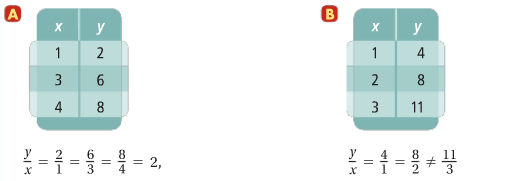 A
x y
1 2
3 6
4 8
y/x = 2/1 = 6/3 = 8/4 = 2,
B
x y
1 4
2 8
3 11
y/x = 4/1 = 8/2 ≠ 11/3